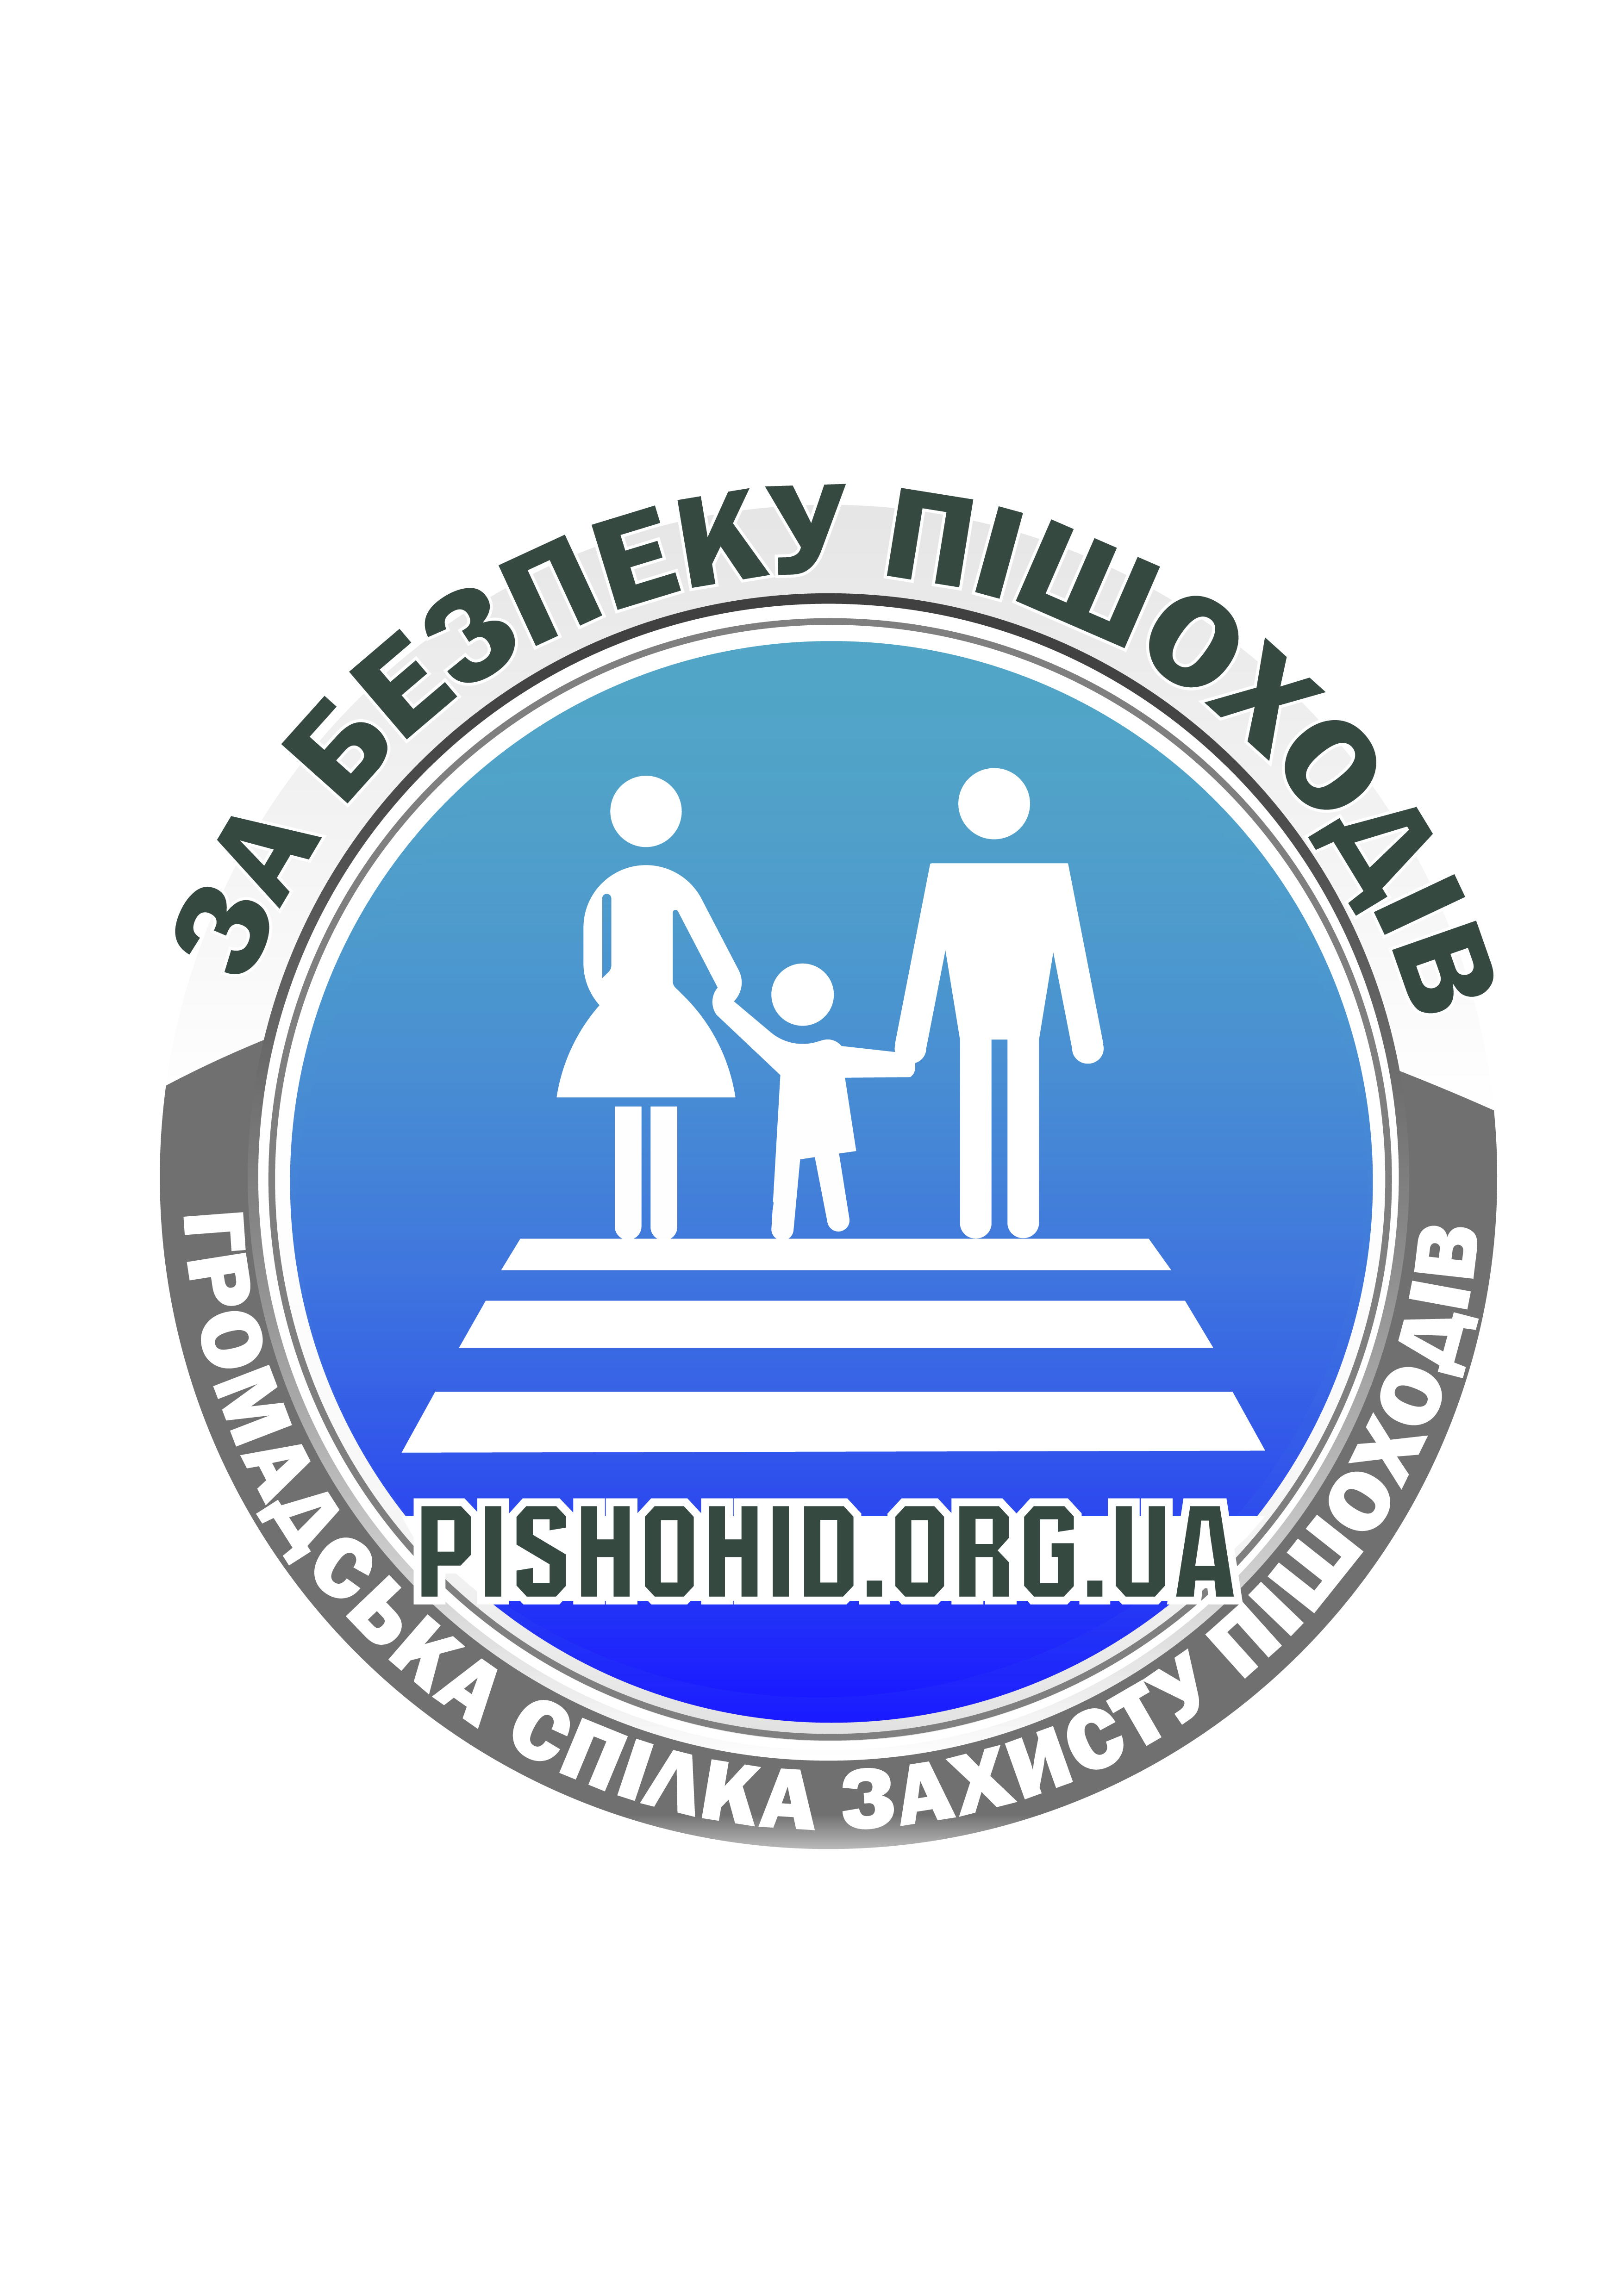 ЗА БЕЗПЕКУ ПІШОХОДІВ
PISHOHID.ORG.UA
ГРОМАДСЬКА СПІЛКА ЗАХИСТУ ПІШОХОДІВ